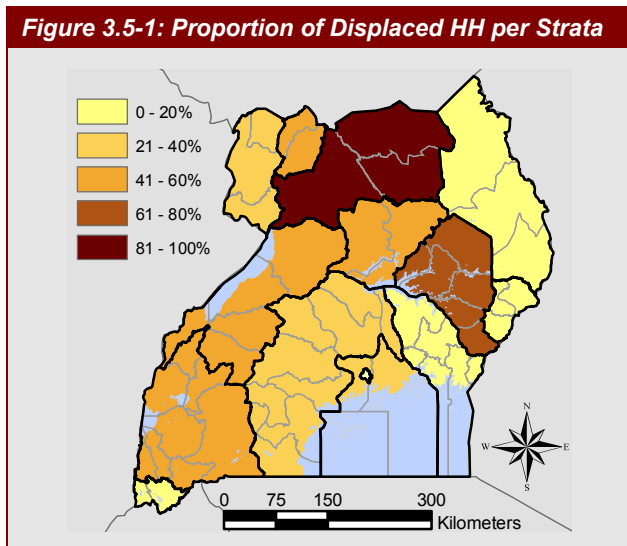 Figure 3.5-1: Proportion of Displaced HH per Strata
0 - 20%
21 - 40%
41 - 60%
61 - 80%
81 - 100%
N
W E
S
0 75 150 300
Kilometers